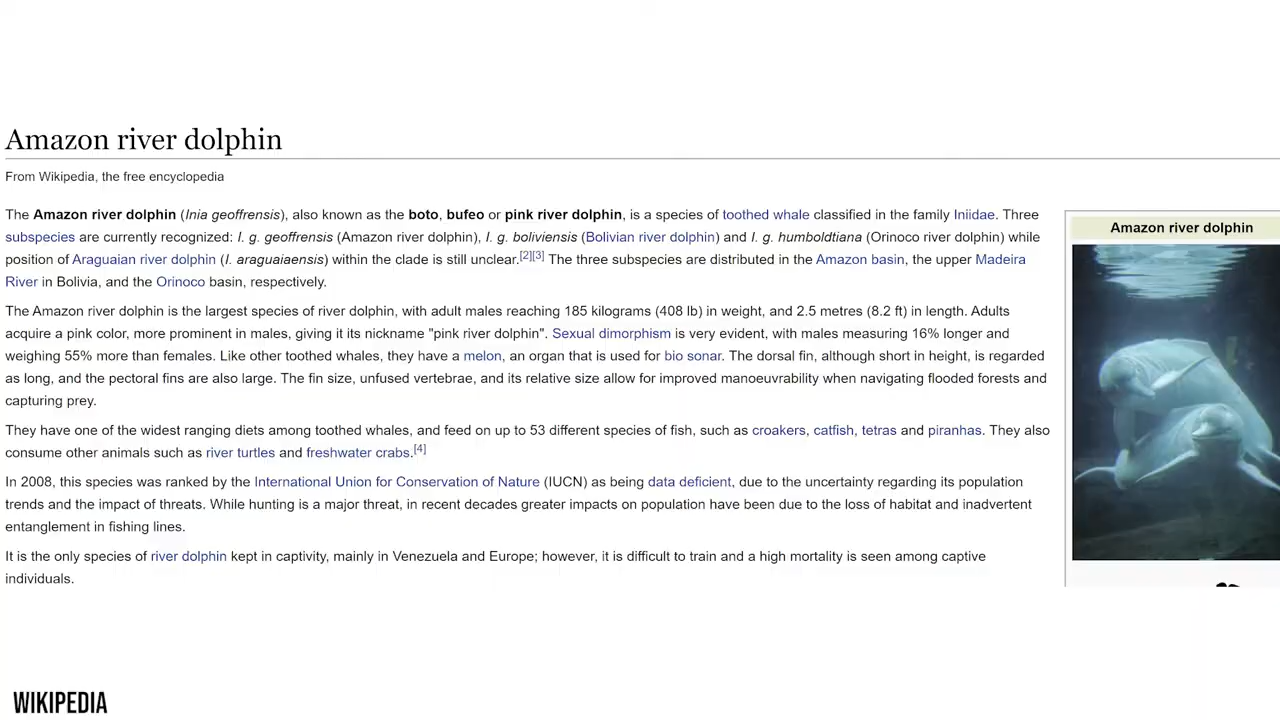 Amazon river dolphin
From Wikipedia, the free encyclopedia
The Amazon river dolphin (Inia geoffrensis), also known as the boto, bufeo or pink river dolphin, is a species of toothed whale classified in the family Iniidae. Three
subspecies are currently recognized: I. g. geoffrensis (Amazon river dolphin), I. g. boliviensis (Bolivian river dolphin) and I. g. humboldtiana (Orinoco river dolphin) while
position of Araguaian river dolphin (I. araguaiaensis) within the clade is still unclear.[2][3] The three subspecies are distributed in the Amazon basin, the upper Madeira
River in Bolivia, and the Orinoco basin, respectively.
The Amazon river dolphin is the largest species of river dolphin, with adult males reaching 185 kilograms (408 lb) in weight, and 2.5 metres (8.2 ft) in length. Adults
acquire a pink color, more prominent in males, giving it its nickname "pink river dolphin". Sexual dimorphism is very evident, with males measuring 16% longer and
weighing 55% more than females. Like other toothed whales, they have a melon, an organ that is used for bio sonar. The dorsal fin, although short in height, is regarded
as long, and the pectoral fins are also large. The fin size, unfused vertebrae, and its relative size allow for improved manoeuvrability when navigating flooded forests and
capturing prey.
They have one of the widest ranging diets among toothed whales, and feed on up to 53 different species of fish, such as croakers, catfish, tetras and piranhas. They also
consume other animals such as river turtles and freshwater crabs.[4]
In 2008, this species was ranked by the International Union for Conservation of Nature (IUCN) as being data deficient, due to the uncertainty regarding its population
trends and the impact of threats. While hunting is a major threat, in recent decades greater impacts on population have been due to the loss of habitat and inadvertent
entanglement in fishing lines.
It is the only species of river dolphin kept in captivity, mainly in Venezuela and Europe; however, it is difficult to train and a high mortality is seen among captive
individuals.
Amazon river dolphin
WIKIPEDIA